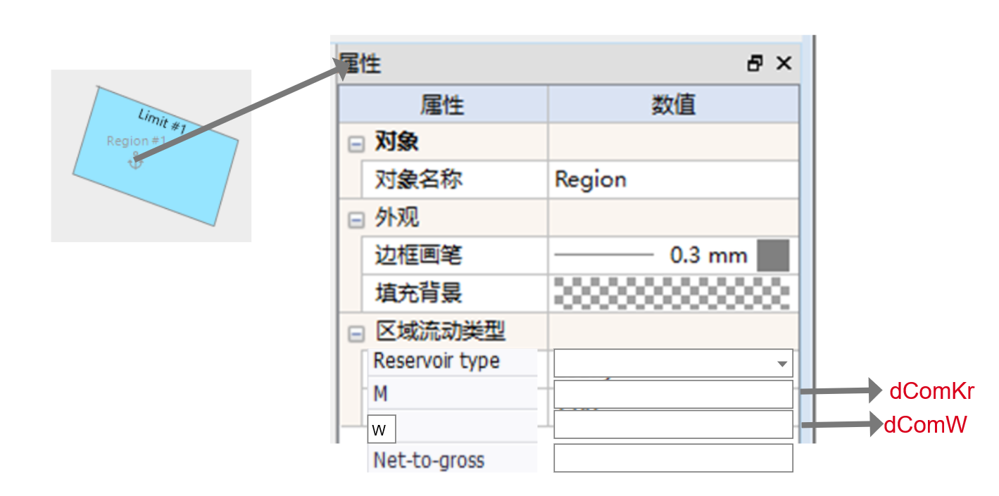 属性
属性 数值
Limit #1
Region #1
对象
对象名称 Region
外观
边框画笔 0.3 mm
填充背景
区域流动类型
Reservoir type
M dComKr
W dComW
Net-to-gross